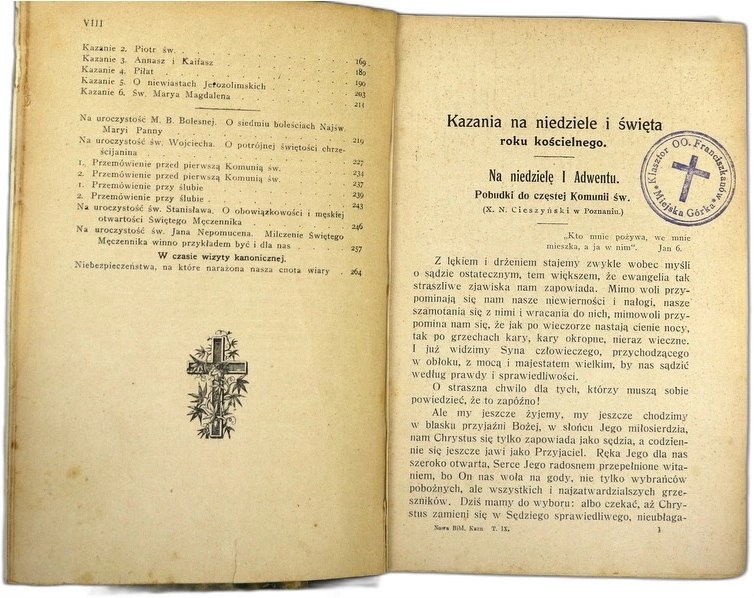 VIII
Kazanie 2. Piotr św.
Kazanie 3. Annasz i Kaifasz . . . 169
Kazanie 4. Piłat . . . 180
Kazanie 5. O niewiastach Jerozolimskich . . . 190
Kazanie 6. Św. Marya Magdalena . . . 203
211
Na uroczystość M. B. Bolesnej. O siedmiu boleściach Najśw.
Maryi Panny . . . 219
Na uroczystość św. Wojciecha. O potrójnej świętości chrze-
ścijanina . . . 227
1. Przemówienie przed pierwszą Komunią św. . . . 234
2. Przemówienie przed pierwszą Komunią św. . . . 237
1. Przemówienie przy ślubie . . . 239
2. Przemówienie przy ślubie . . . 243
Na uroczystość św. Stanisława. O obowiązkowości i męskiej
otwartości Świętego Męczennika . . . 246
Na uroczystość św. Jana Nepomucena. Milczenie Świętego
Męczennika winno przykładem być i dla nas . . . 257
W czasie wizyty kanonicznej.
Niebezpieczeństwa, na które narażona nasza cnota wiary . 264
Kazania na niedziele i święta
roku kościelnego.
Na niedzielę I Adwentu.
Pobudki do częstej Komunii św.
(X. N. Cieszyński w Poznaniu.)
Klasztor OO. Franciszkanów
* Miejska Górka *
„Kto mnie pożywa, we mnie
mieszka, a ja w nim". Jan 6.
Z lękiem i drżeniem stajemy zwykle wobec myśli
o sądzie ostatecznym, tem większem, że ewangelia tak
straszliwe zjawiska nam zapowiada. Mimo woli przy-
pominają się nam nasze niewierności i nałogi, nasze
szamotania się z nimi i wracania do nich, mimowoli przy-
pomina nam się, że jak po wieczorze nastają cienie nocy,
tak po grzechach kary, kary okropne, nieraz wieczne.
I już widzimy Syna człowieczego, przychodzącego
w obłoku, z mocą i majestatem wielkim, by nas sądzić
według prawdy i sprawiedliwości.
O straszna chwilo dla tych, którzy muszą sobie
powiedzieć, że to zapóźno!
Ale my jeszcze żyjemy, my jeszcze chodzimy
w blasku przyjaźni Bożej, w słońcu Jego miłosierdzia,
nam Chrystus się tylko zapowiada jako sędzia, a codzien-
nie się jeszcze jawi jako Przyjaciel. Ręka Jego dla nas
szeroko otwarta, Serce Jego radosnem przepełnione wita-
niem, bo On nas woła na gody, nie tylko wybrańców
pobożnych, ale wszystkich i najzatwardzialszych grze-
szników. Dziś mamy do wyboru: albo czekać, aż Chry-
stus zamieni się w Sędziego sprawiedliwego, nieubłaga-
Nowa Bibl. Kazn. T. IX. 1